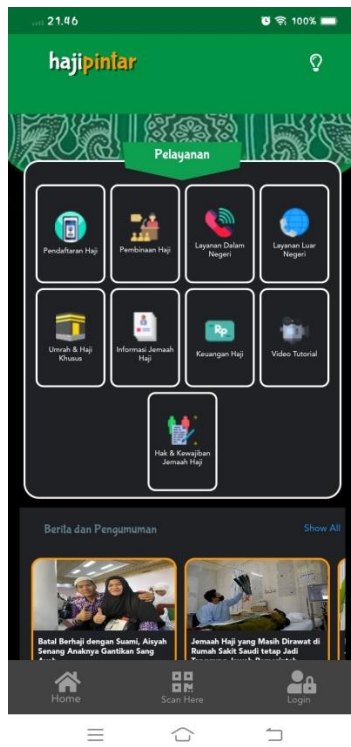 21.46
100%
hajipintar
Pelayanan
Pendaftaran Haji
Pembinaan Haji
Layanan Dalam
Negeri
Layanan Luar
Negeri
Umrah & Haji
Khusus
Informasi Jemaah
Haji
Rp
Keuangan Haji
Video Tutorial
Hak & Kewajiban
Jemaah Haji
Berita dan Pengumuman
Show All
Batal Berhaji dengan Suami, Aisyah
Senang Anaknya Gantikan Sang
Jemaah Haji yang Masih Dirawat di
Rumah Sakit Saudi tetap Jadi
Home
Scan Here
Login